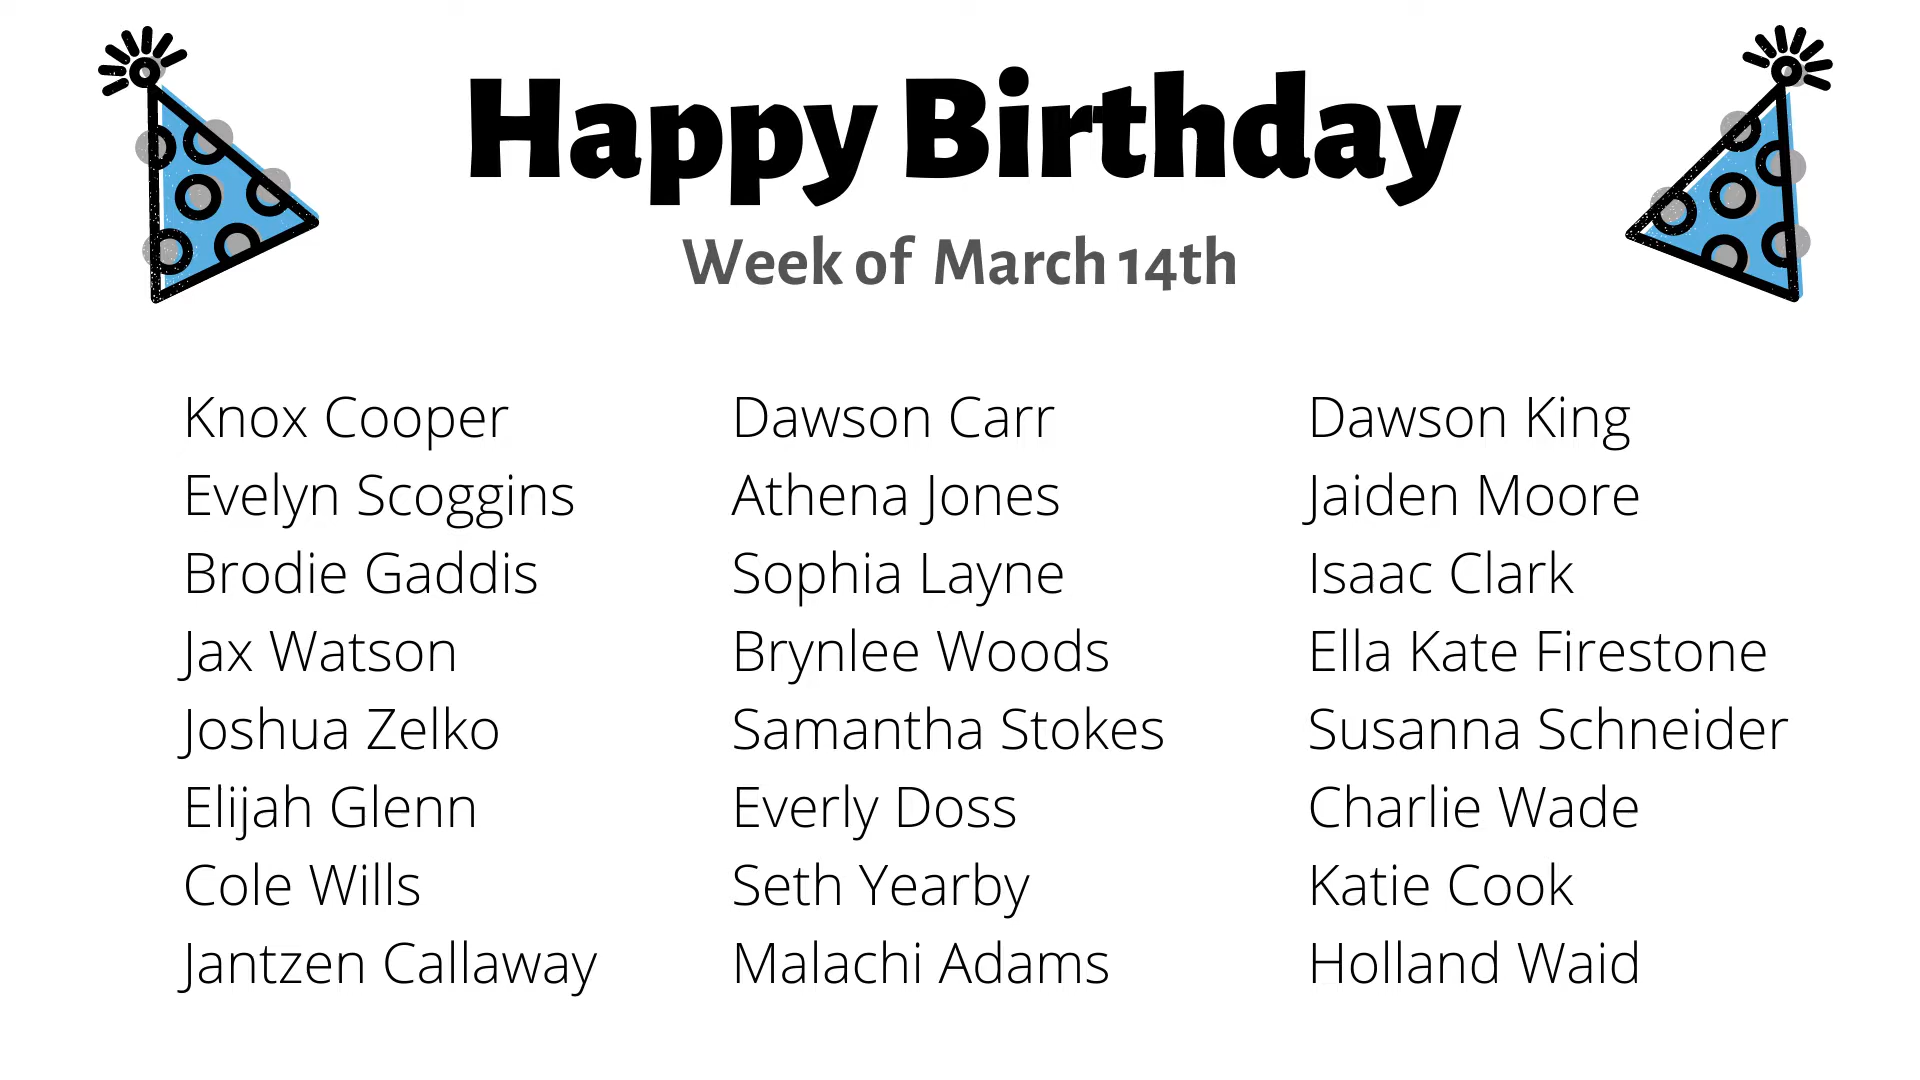 Happy Birthday
Week of March 14th
Knox Cooper
Evelyn Scoggins
Brodie Gaddis
Jax Watson
Joshua Zelko
Elijah Glenn
Cole Wills
Jantzen Callaway
Dawson Carr
Athena Jones
Sophia Layne
Brynlee Woods
Samantha Stokes
Everly Doss
Seth Yearby
Malachi Adams
Dawson King
Jaiden Moore
Isaac Clark
Ella Kate Firestone
Susanna Schneider
Charlie Wade
Katie Cook
Holland Waid